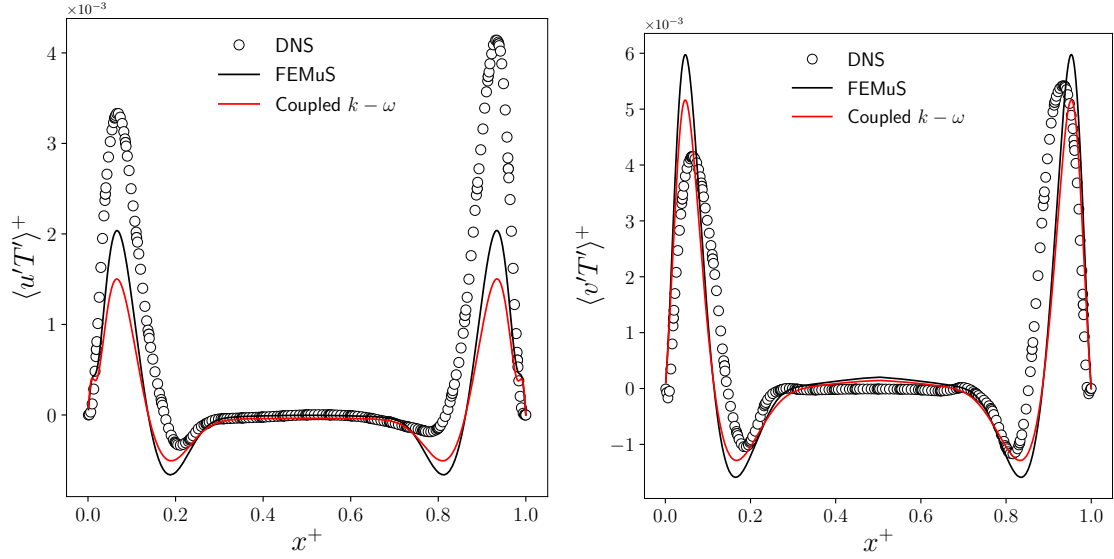 ×10⁻³
DNS
FEMuS
Coupled k − ω
4
3
2
1
0
⟨u′T′⟩⁺
0.0 0.2 0.4 0.6 0.8 1.0
x⁺
×10⁻³
DNS
FEMuS
Coupled k − ω
6
5
4
3
2
1
0
−1
⟨v′T′⟩⁺
0.0 0.2 0.4 0.6 0.8 1.0
x⁺